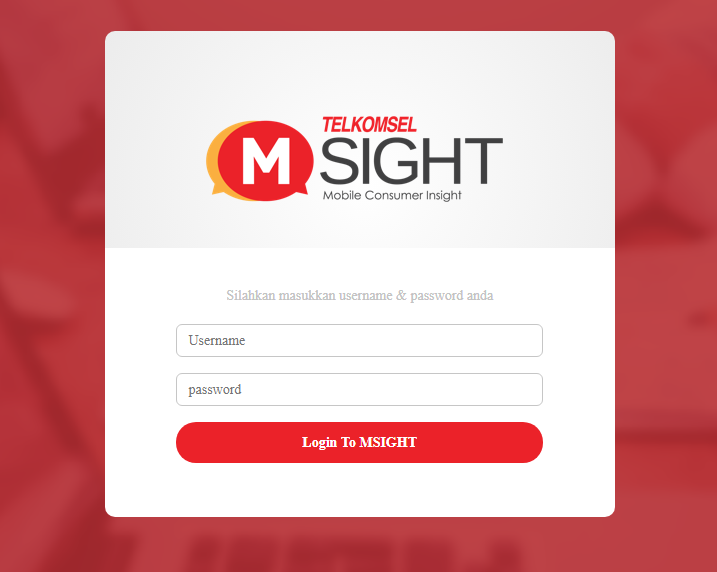 TELKOMSEL
M SIGHT
Mobile Consumer Insight
Silahkan masukkan username & password anda
Username
password
Login To MSIGHT